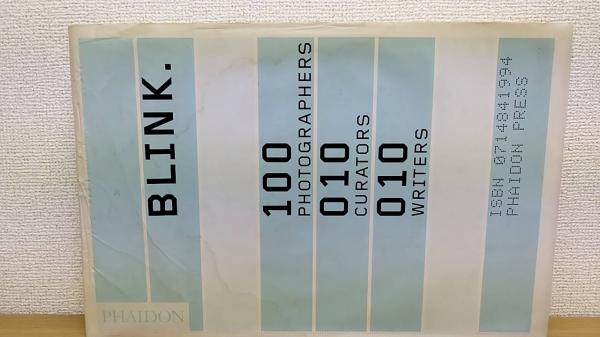 BLINK.
100
PHOTOGRAPHERS
010
CURATORS
010
WRITERS
ISBN 0714841994
PHAIDON PRESS
PHAIDON